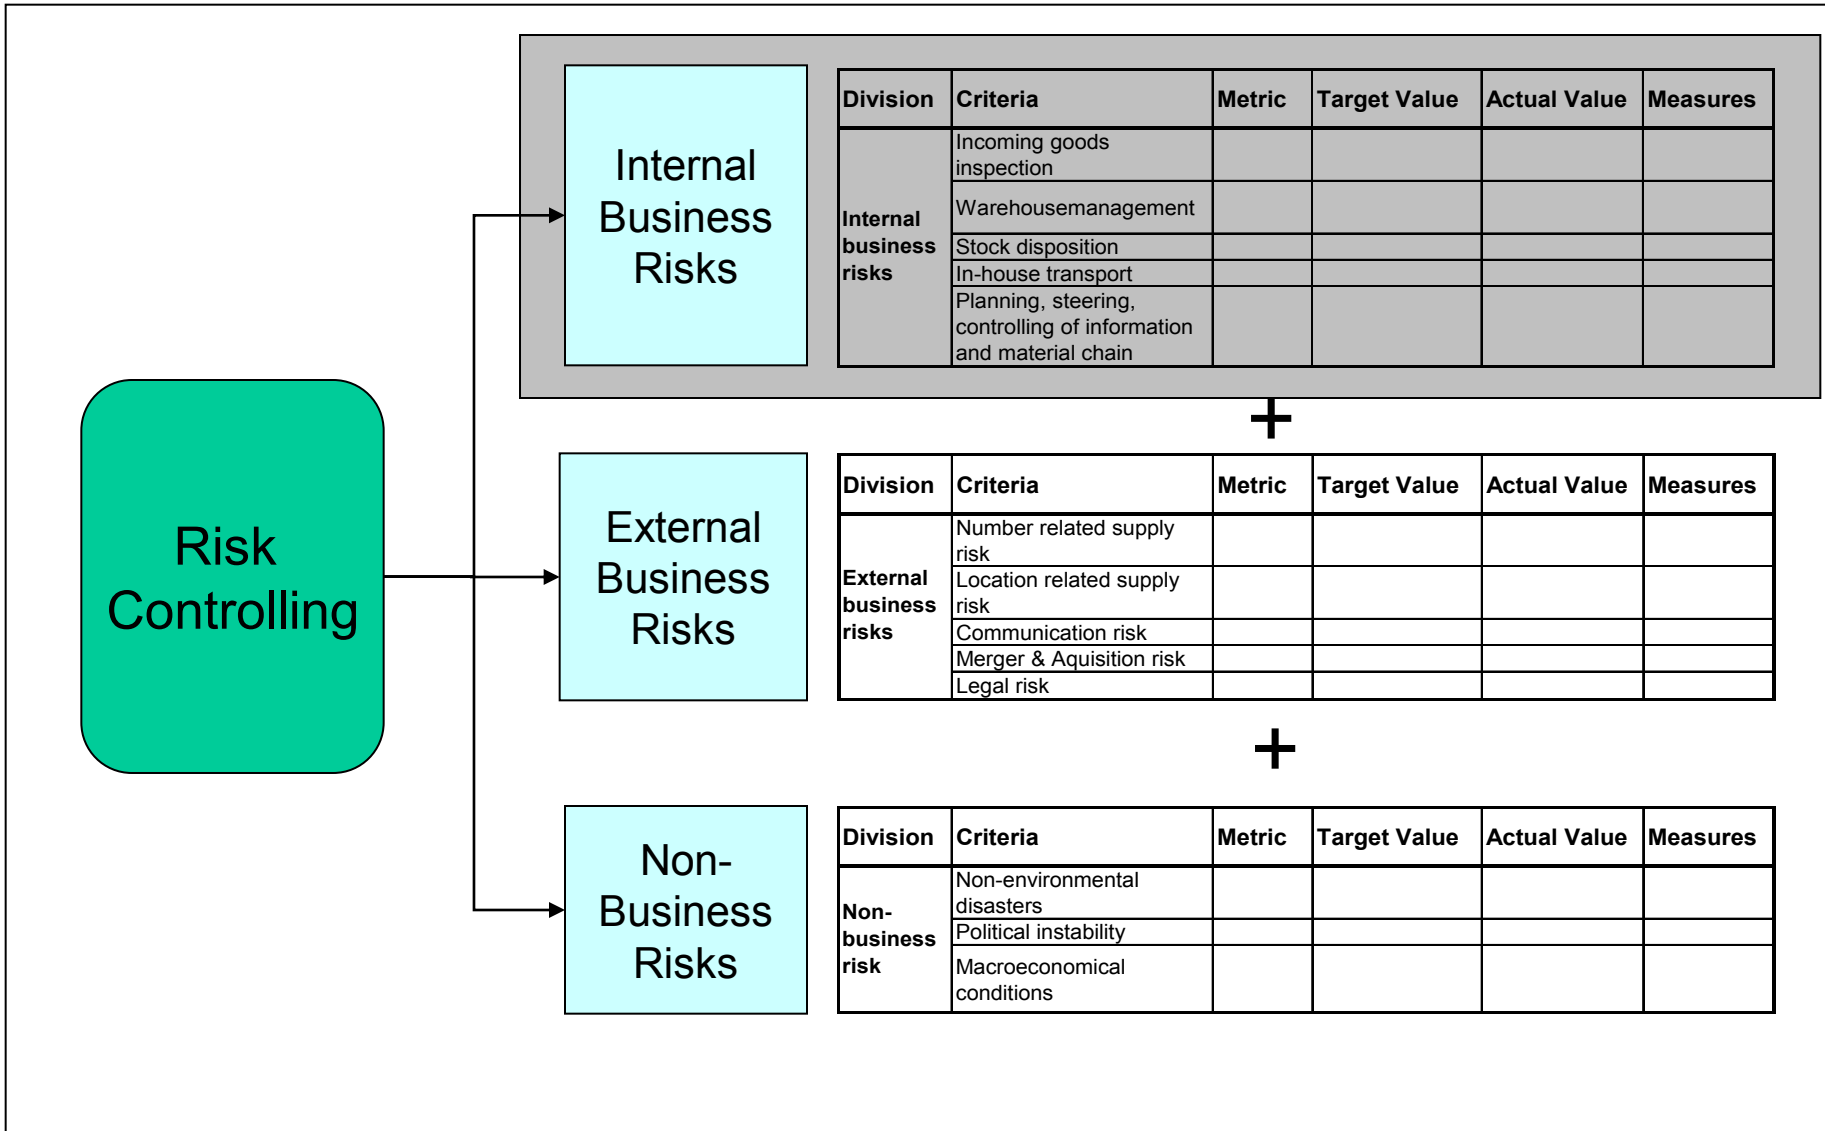 Risk
Controlling
Internal
Business
Risks
Division Criteria Metric Target Value Actual Value Measures
Internal
business
risks
Incoming goods
inspection
Warehousemanagement
Stock disposition
In-house transport
Planning, steering,
controlling of information
and material chain
+
External
Business
Risks
Division Criteria Metric Target Value Actual Value Measures
External
business
risks
Number related supply
risk
Location related supply
risk
Communication risk
Merger & Aquisition risk
Legal risk
+
Non-
Business
Risks
Division Criteria Metric Target Value Actual Value Measures
Non-
business
risk
Non-environmental
disasters
Political instability
Macroeconomical
conditions